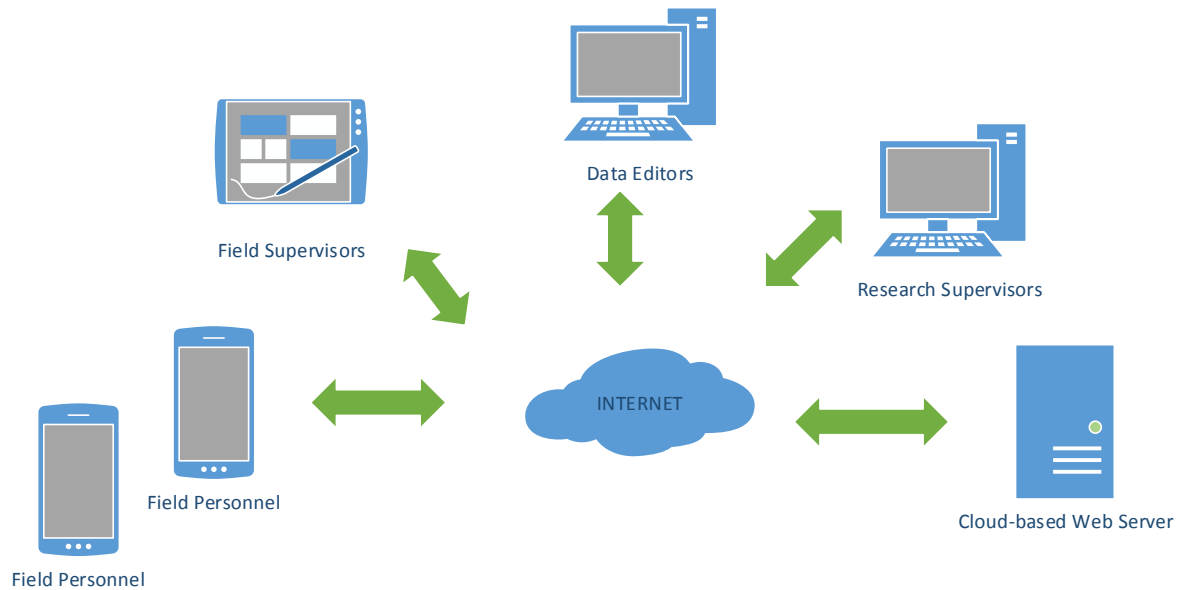 Data Editors
Field Supervisors
Research Supervisors
INTERNET
Field Personnel
Cloud-based Web Server
Field Personnel